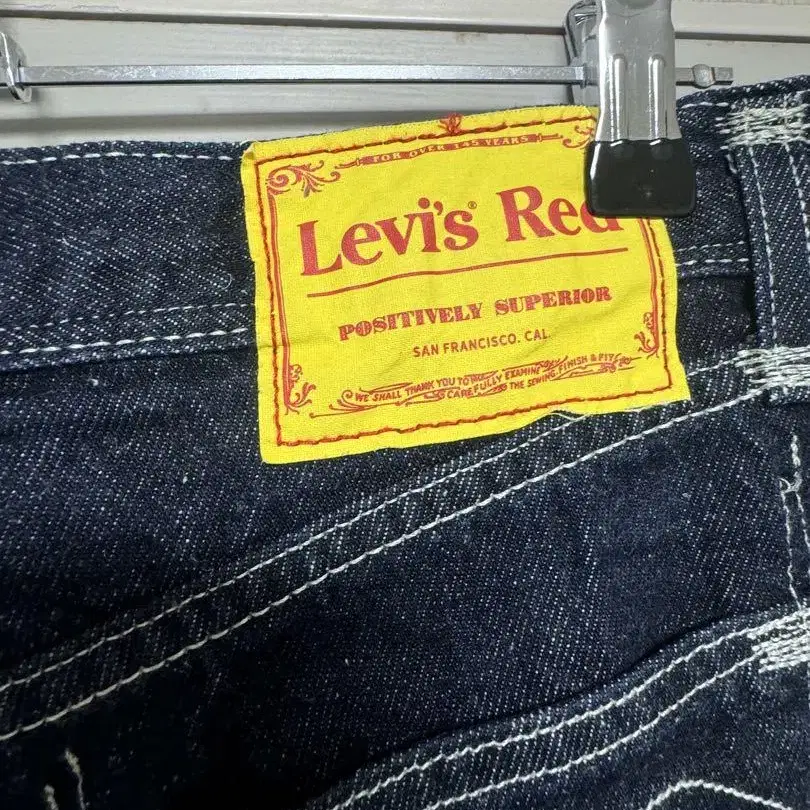 FOR OVER 145 YEARS
Levi's® Red
POSITIVELY SUPERIOR
SAN FRANCISCO. CAL.
WE SHALL THANK YOU TO CAREFULLY EXAMINE THE SEWING, FINISH & FIT